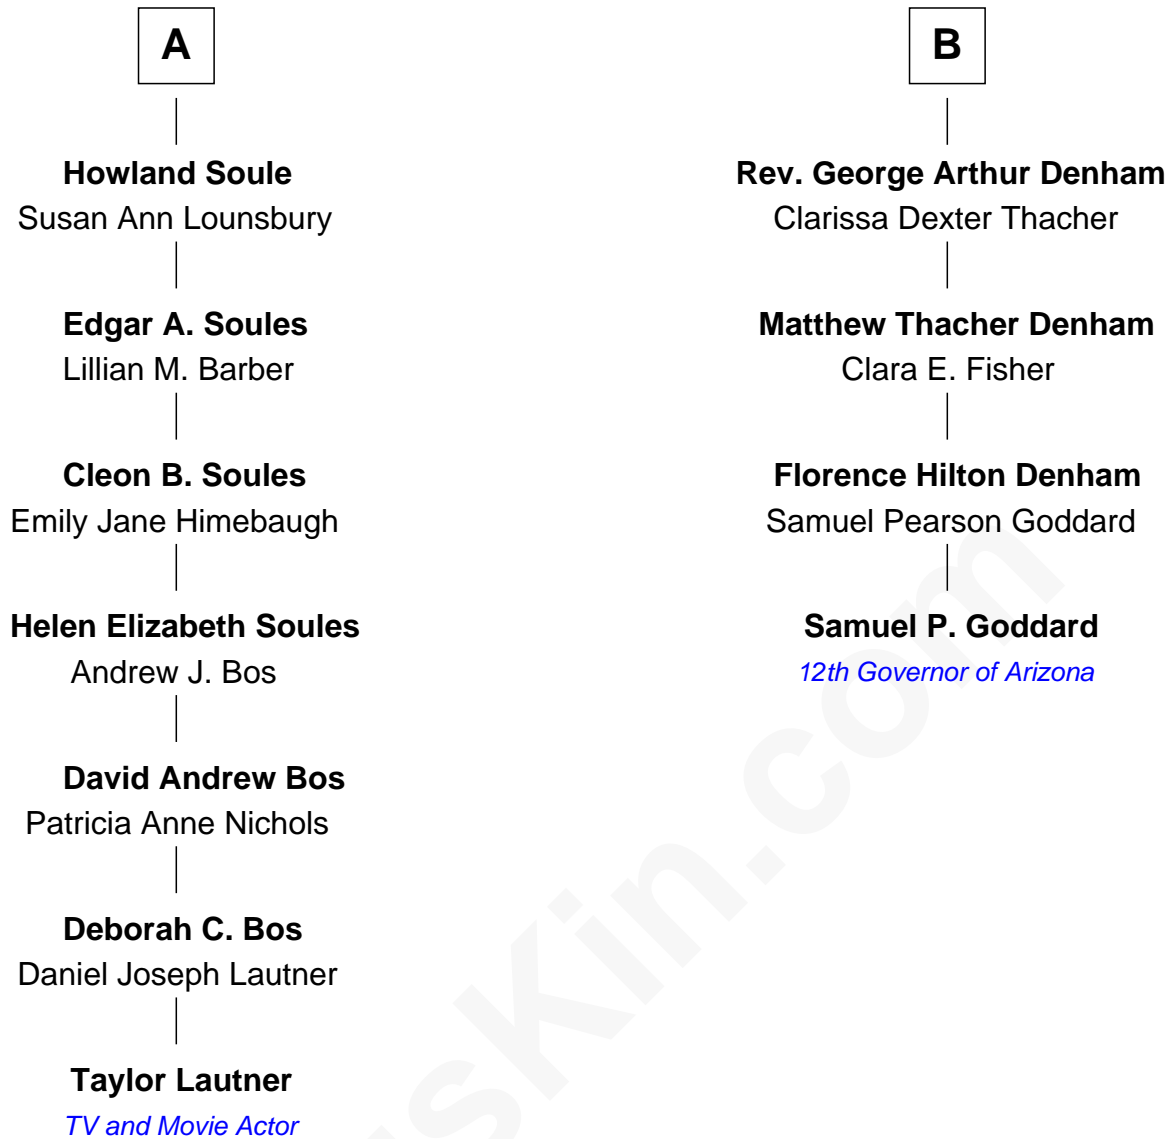 A
Howland Soule
Susan Ann Lounsbury
Edgar A. Soules
Lillian M. Barber
Cleon B. Soules
Emily Jane Himebaugh
Helen Elizabeth Soules
Andrew J. Bos
David Andrew Bos
Patricia Anne Nichols
Deborah C. Bos
Daniel Joseph Lautner
Taylor Lautner
TV and Movie Actor
B
Rev. George Arthur Denham
Clarissa Dexter Thacher
Matthew Thacher Denham
Clara E. Fisher
Florence Hilton Denham
Samuel Pearson Goddard
Samuel P. Goddard
12th Governor of Arizona